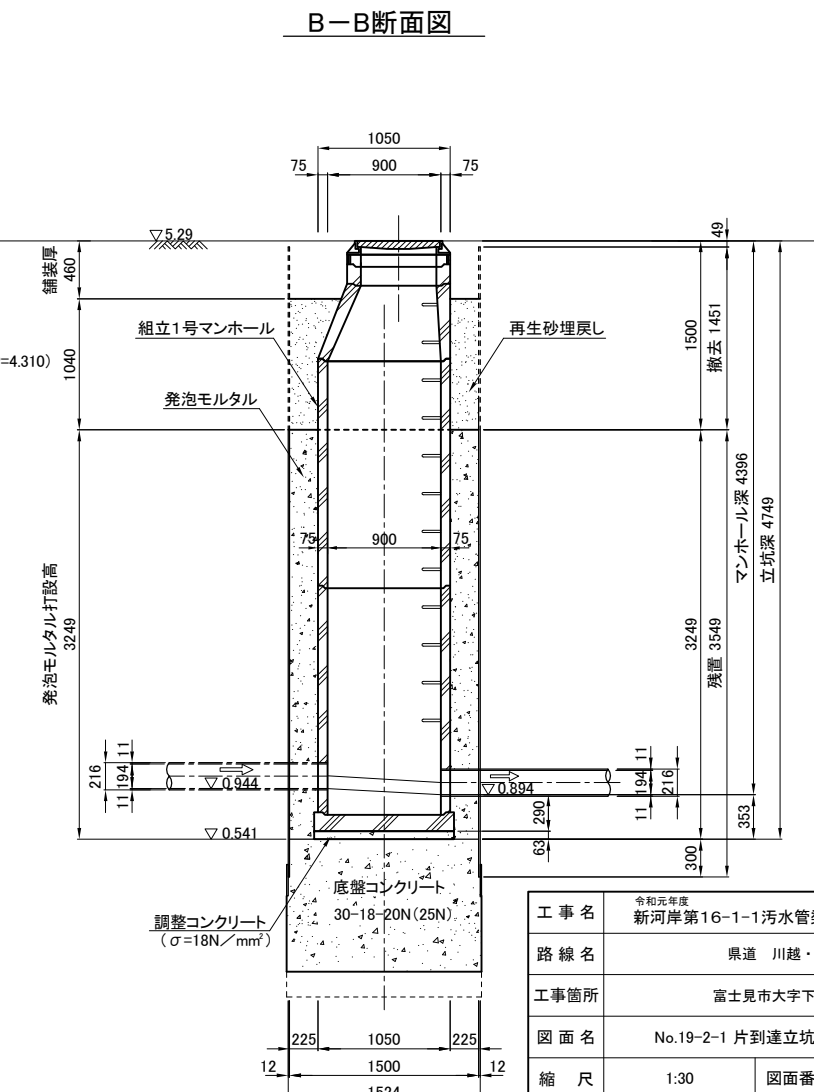 B－B断面図
1050
75
900
75
▽5.29
49
舗装厚
460
組立1号マンホール
再生砂埋戻し
1500
撤去 1451
=4.310)
1040
発泡モルタル
マンホール深 4396
立坑深 4749
75
900
75
発泡モルタル打設高
3249
3249
残置 3549
216
11
194
11
▽0.944
▽0.894
11
194
11
216
290
353
▽0.541
63
300
底盤コンクリート
30-18-20N(25N)
調整コンクリート
(σ=18N／mm²)
225
1050
225
12
1500
12
1524
工事名
令和元年度
新河岸第16-1-1汚水管
路線名
県道 川越・
工事箇所
富士見市大字下
図面名
No.19-2-1 片到達立坑
縮 尺
1:30
図面番